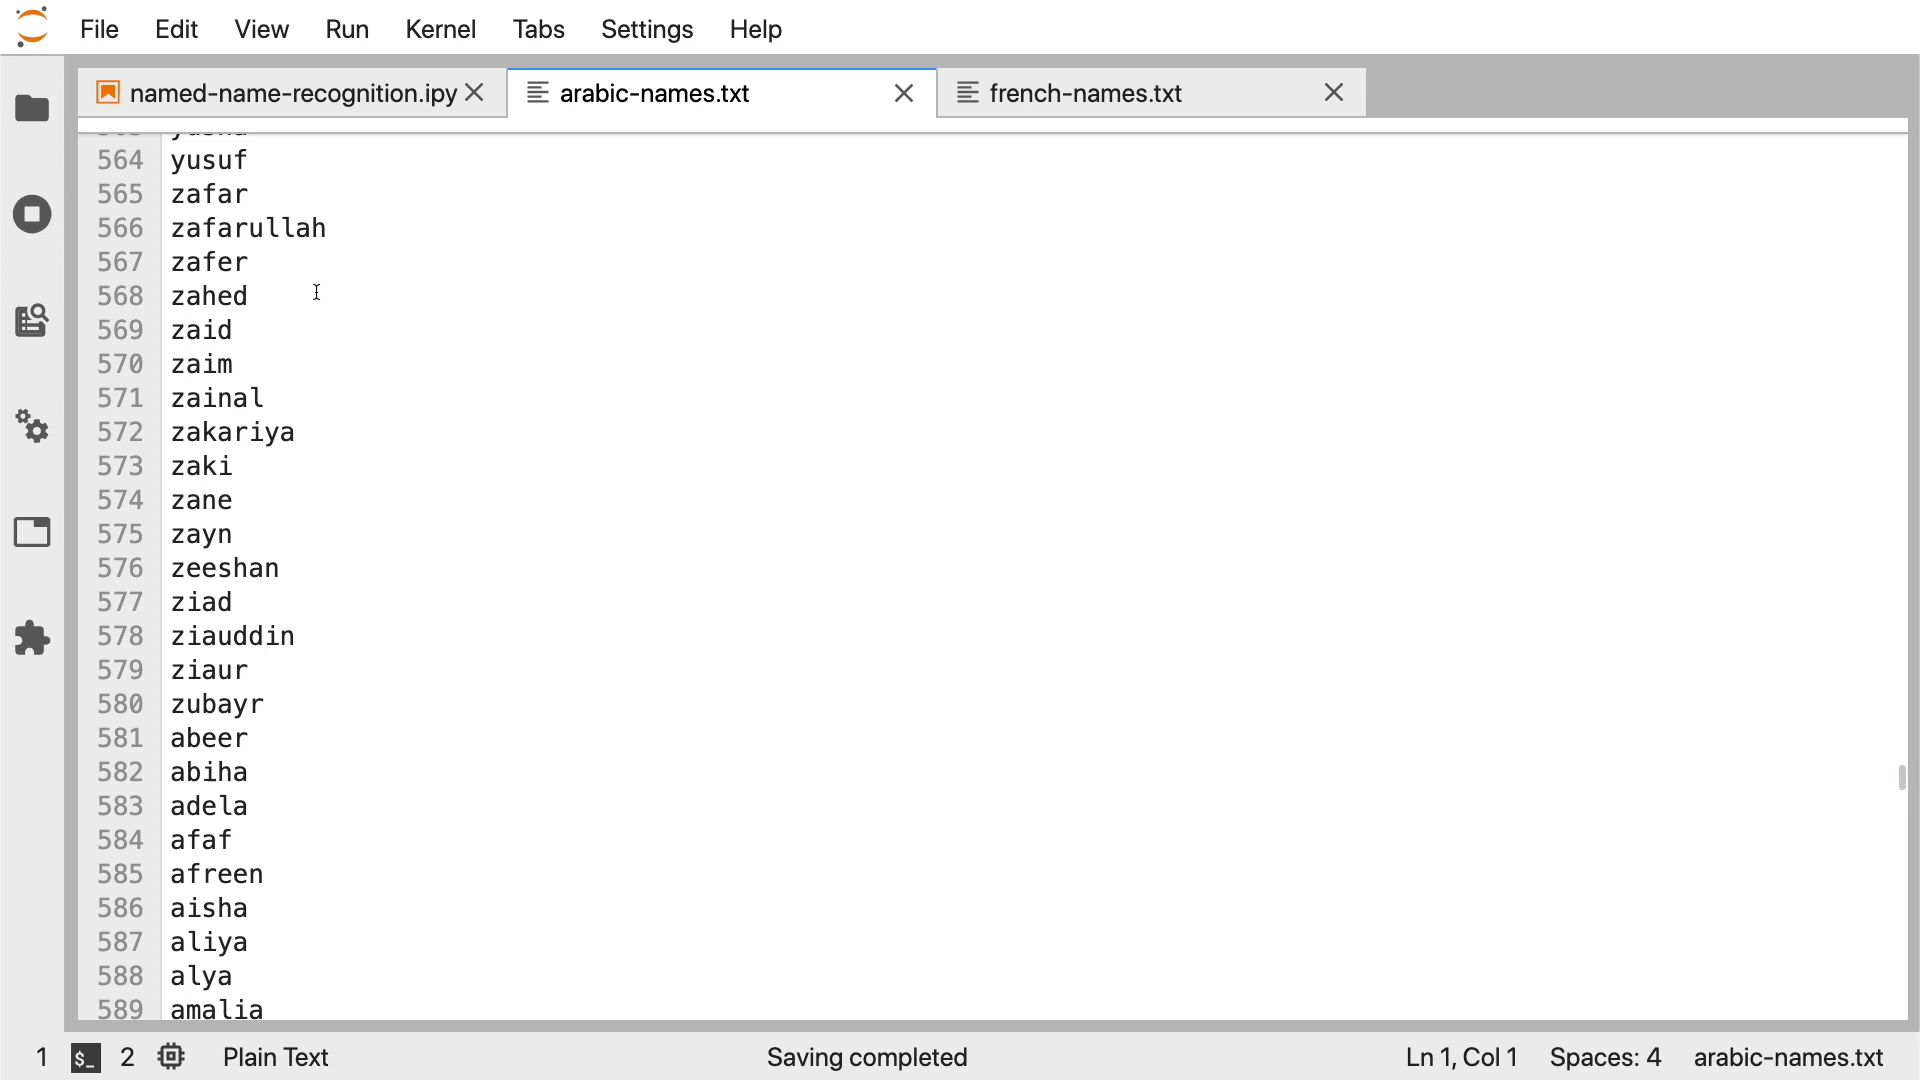 File Edit View Run Kernel Tabs Settings Help
named-name-recognition.ipy arabic-names.txt french-names.txt
564 yusuf
565 zafar
566 zafarullah
567 zafer
568 zahed
569 zaid
570 zaim
571 zainal
572 zakariya
573 zaki
574 zane
575 zayn
576 zeeshan
577 ziad
578 ziauddin
579 ziaur
580 zubayr
581 abeer
582 abiha
583 adela
584 afaf
585 afreen
586 aisha
587 aliya
588 alya
589 amalia
1 $_ 2 Plain Text Saving completed Ln 1, Col 1 Spaces: 4 arabic-names.txt